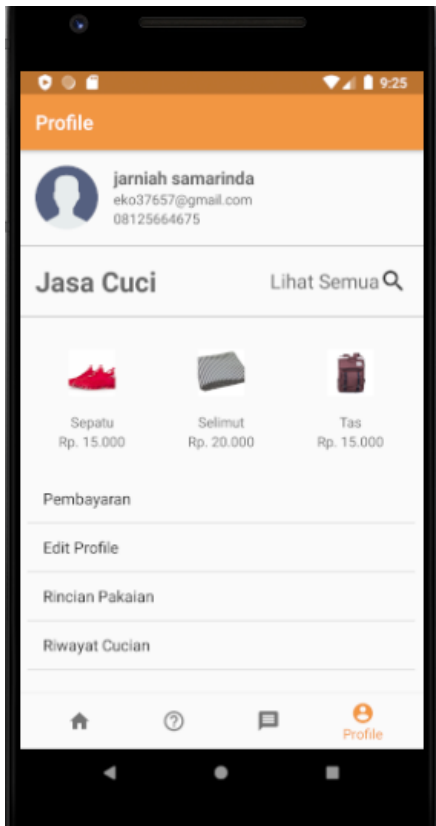 9:25
Profile
jarniah samarinda
eko37657@gmail.com
08125664675
Jasa Cuci Lihat Semua
Sepatu Selimut Tas
Rp. 15.000 Rp. 20.000 Rp. 15.000
Pembayaran
Edit Profile
Rincian Pakaian
Riwayat Cucian
Profile